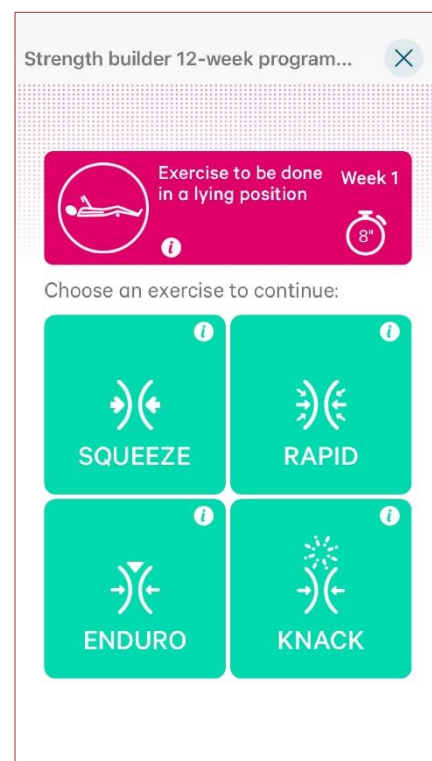 Strength builder 12-week program...
Exercise to be done
in a lying position
Week 1
8"
Choose an exercise to continue:
SQUEEZE
RAPID
ENDURO
KNACK